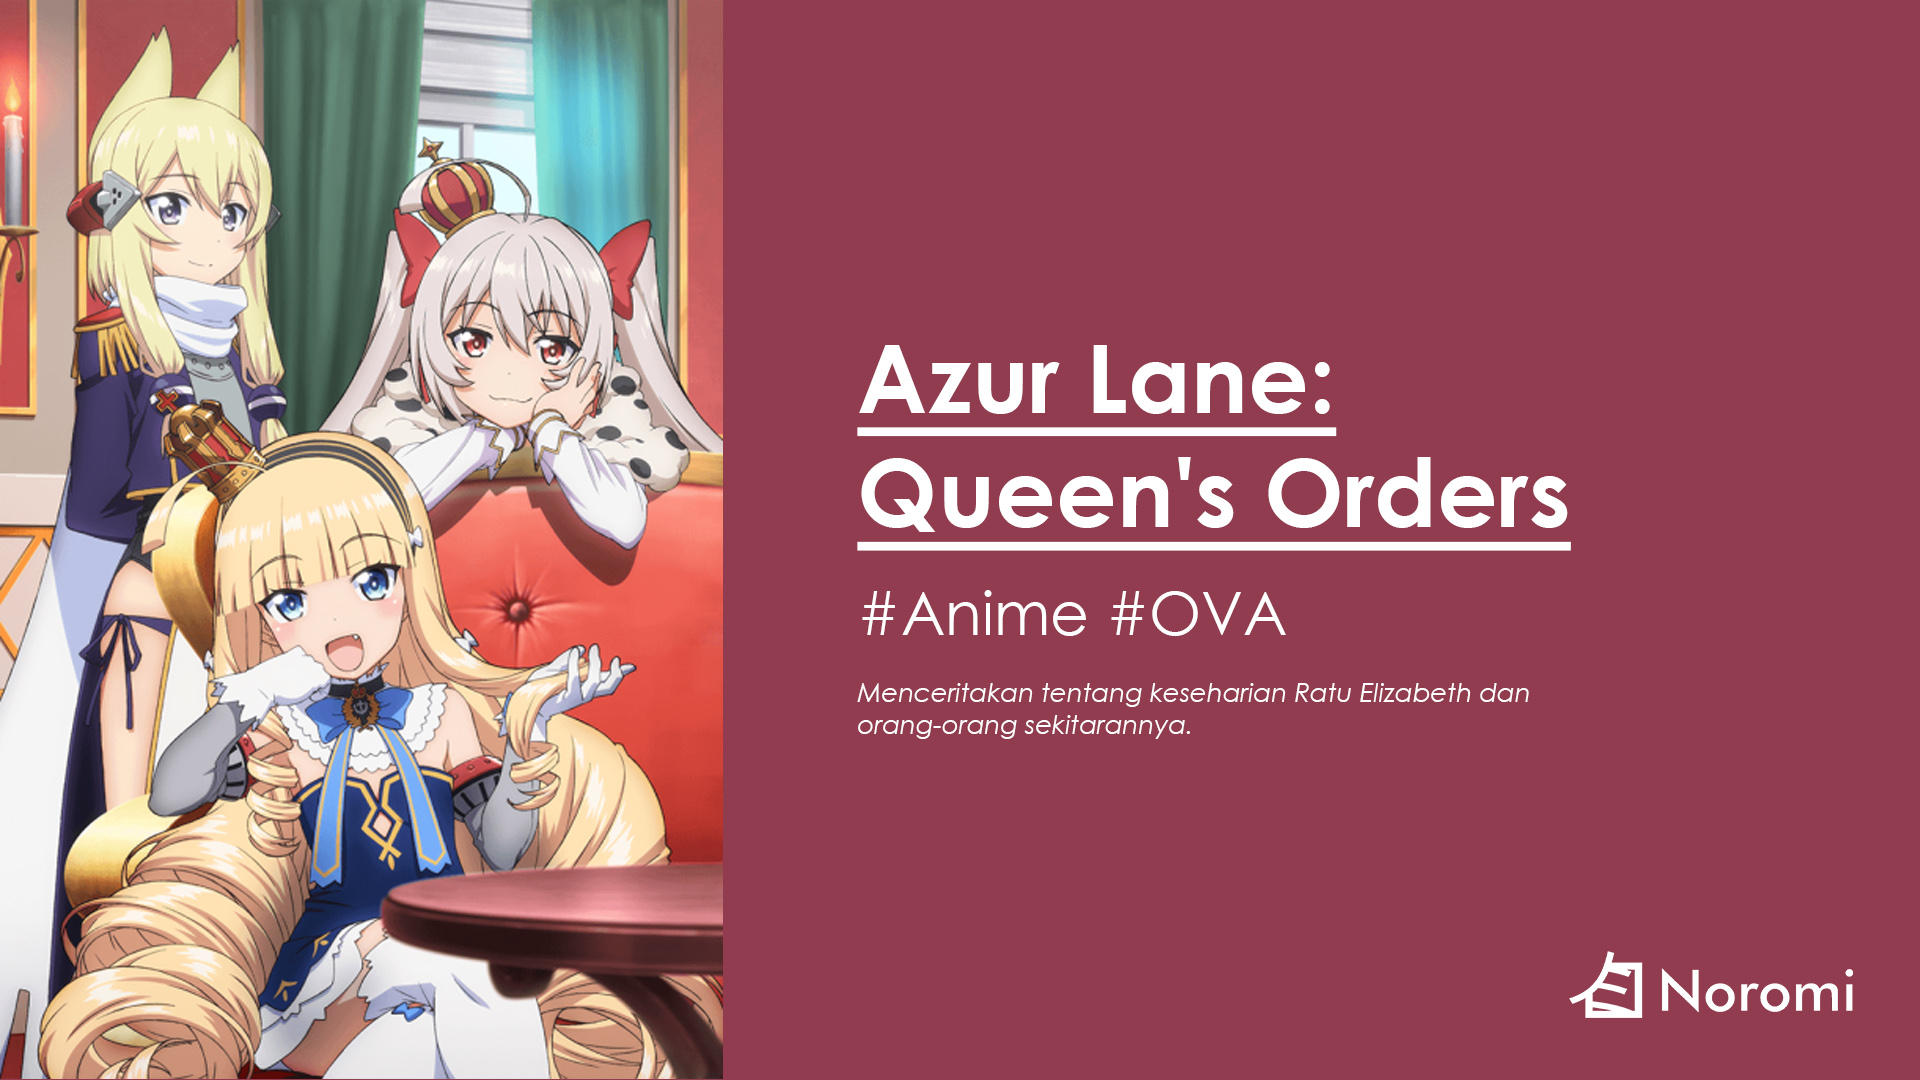 Azur Lane:
Queen's Orders
#Anime #OVA
Menceritakan tentang keseharian Ratu Elizabeth dan
orang-orang sekitarannya.
Noromi